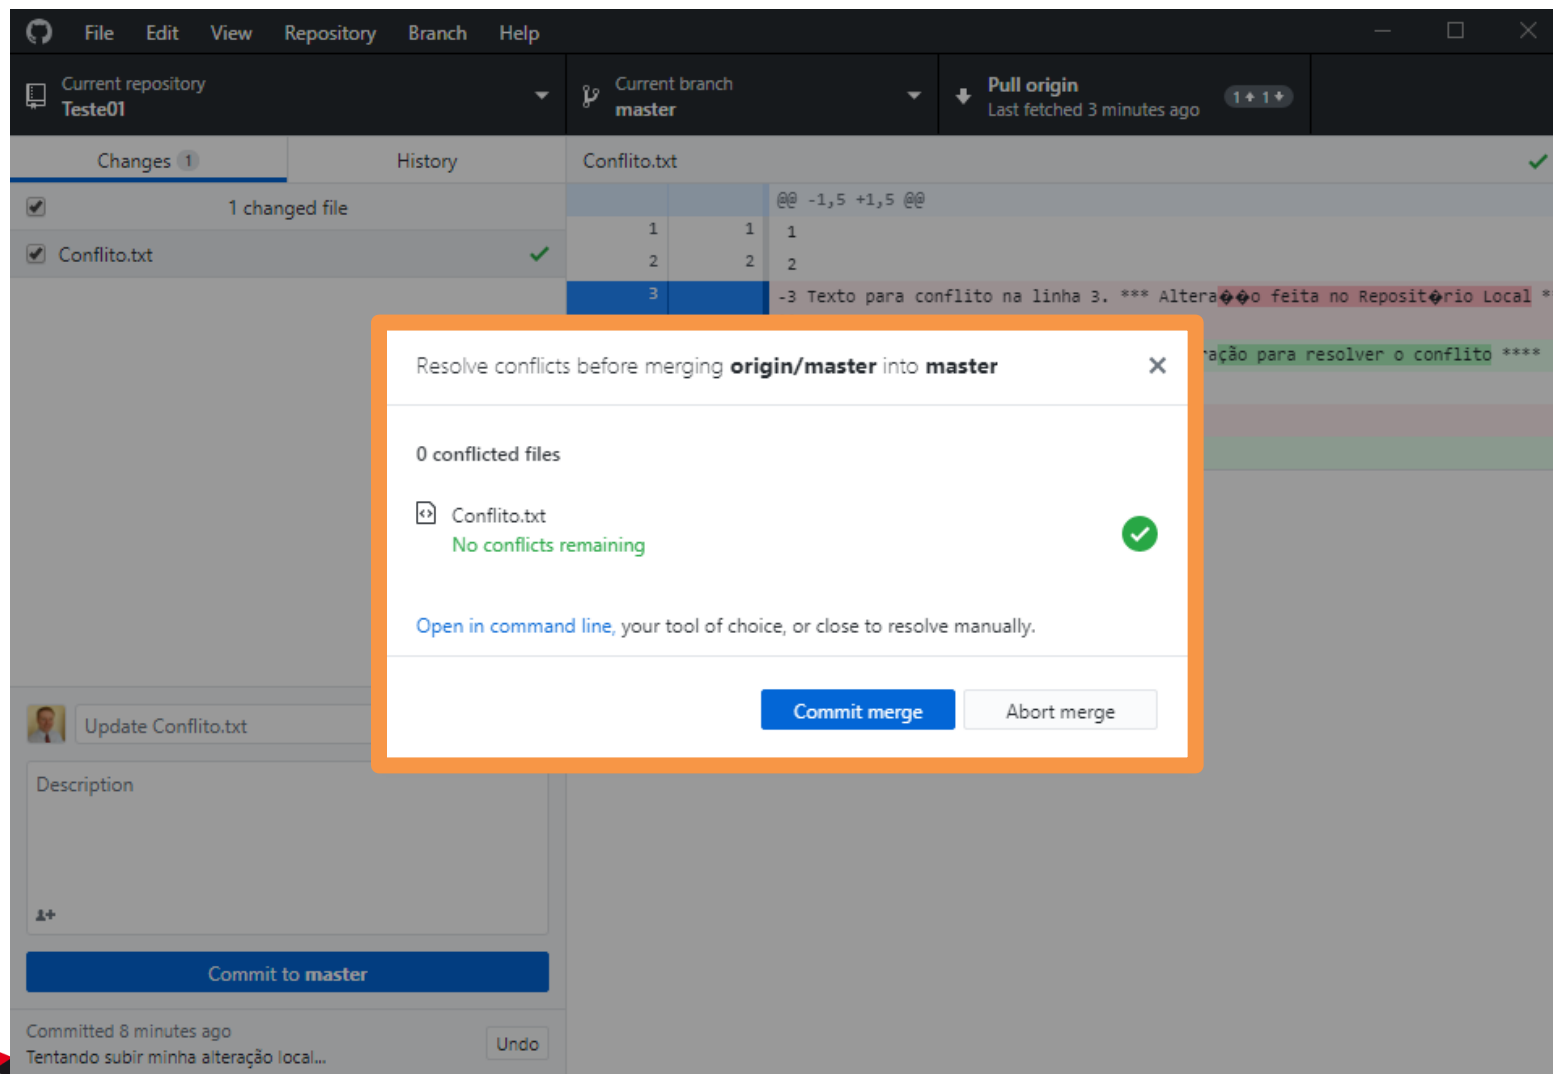 File Edit View Repository Branch Help
Current repository
Teste01
Current branch
master
Pull origin
Last fetched 3 minutes ago
1 1
Changes 1
History
Conflito.txt
1 changed file
@@ -1,5 +1,5 @@
Conflito.txt
1 1 1
2 2 2
3 -3 Texto para conflito na linha 3. *** Altera��o feita no Reposit�rio Local *
ação para resolver o conflito ****
Resolve conflicts before merging origin/master into master
0 conflicted files
Conflito.txt
No conflicts remaining
Open in command line, your tool of choice, or close to resolve manually.
Commit merge
Abort merge
Update Conflito.txt
Description
Commit to master
Committed 8 minutes ago
Tentando subir minha alteração local...
Undo